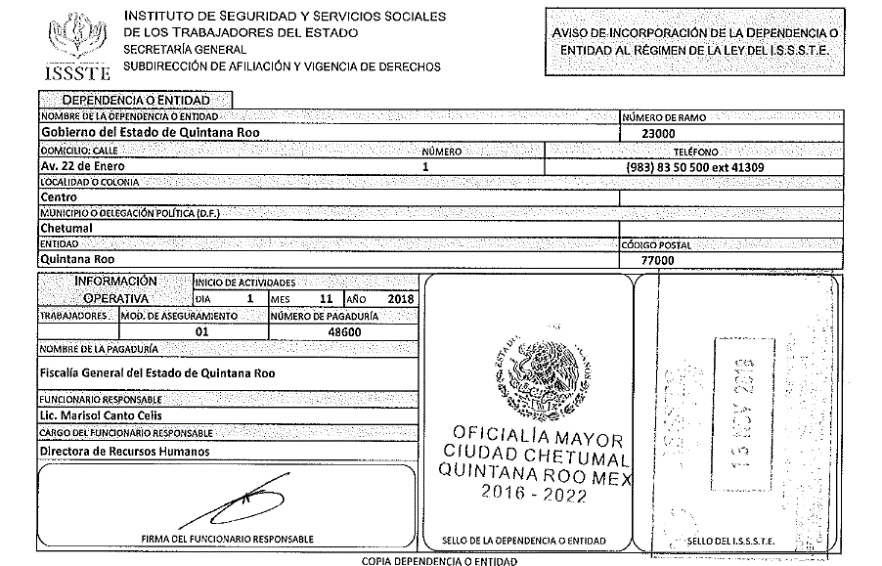 INSTITUTO DE SEGURIDAD Y SERVICIOS SOCIALES
DE LOS TRABAJADORES DEL ESTADO
SECRETARÍA GENERAL
SUBDIRECCIÓN DE AFILIACIÓN Y VIGENCIA DE DERECHOS
ISSSTE
AVISO DE INCORPORACIÓN DE LA DEPENDENCIA O
ENTIDAD AL RÉGIMEN DE LA LEY DEL I.S.S.S.T.E.
DEPENDENCIA O ENTIDAD
NOMBRE DE LA DEPENDENCIA O ENTIDAD NÚMERO DE RAMO
Gobierno del Estado de Quintana Roo 23000
DOMICILIO: CALLE NÚMERO TELÉFONO
Av. 22 de Enero 1 (983) 83 50 500 ext 41309
LOCALIDAD O COLONIA
Centro
MUNICIPIO O DELEGACIÓN POLÍTICA (D.F.)
Chetumal
ENTIDAD CÓDIGO POSTAL
Quintana Roo 77000
INFORMACIÓN
OPERATIVA
INICIO DE ACTIVIDADES
DIA 1 MES 11 AÑO 2018
TRABAJADORES MOD. DE ASEGURAMIENTO NÚMERO DE PAGADURÍA
01 48600
NOMBRE DE LA PAGADURÍA
Fiscalía General del Estado de Quintana Roo
FUNCIONARIO RESPONSABLE
Lic. Marisol Canto Celis
CARGO DEL FUNCIONARIO RESPONSABLE
Directora de Recursos Humanos
FIRMA DEL FUNCIONARIO RESPONSABLE
OFICIALÍA MAYOR
CIUDAD CHETUMAL
QUINTANA ROO MEX
2016 - 2022
SELLO DE LA DEPENDENCIA O ENTIDAD
ISSSTE
NOV
SELLO DEL I.S.S.S.T.E.
COPIA DEPENDENCIA O ENTIDAD